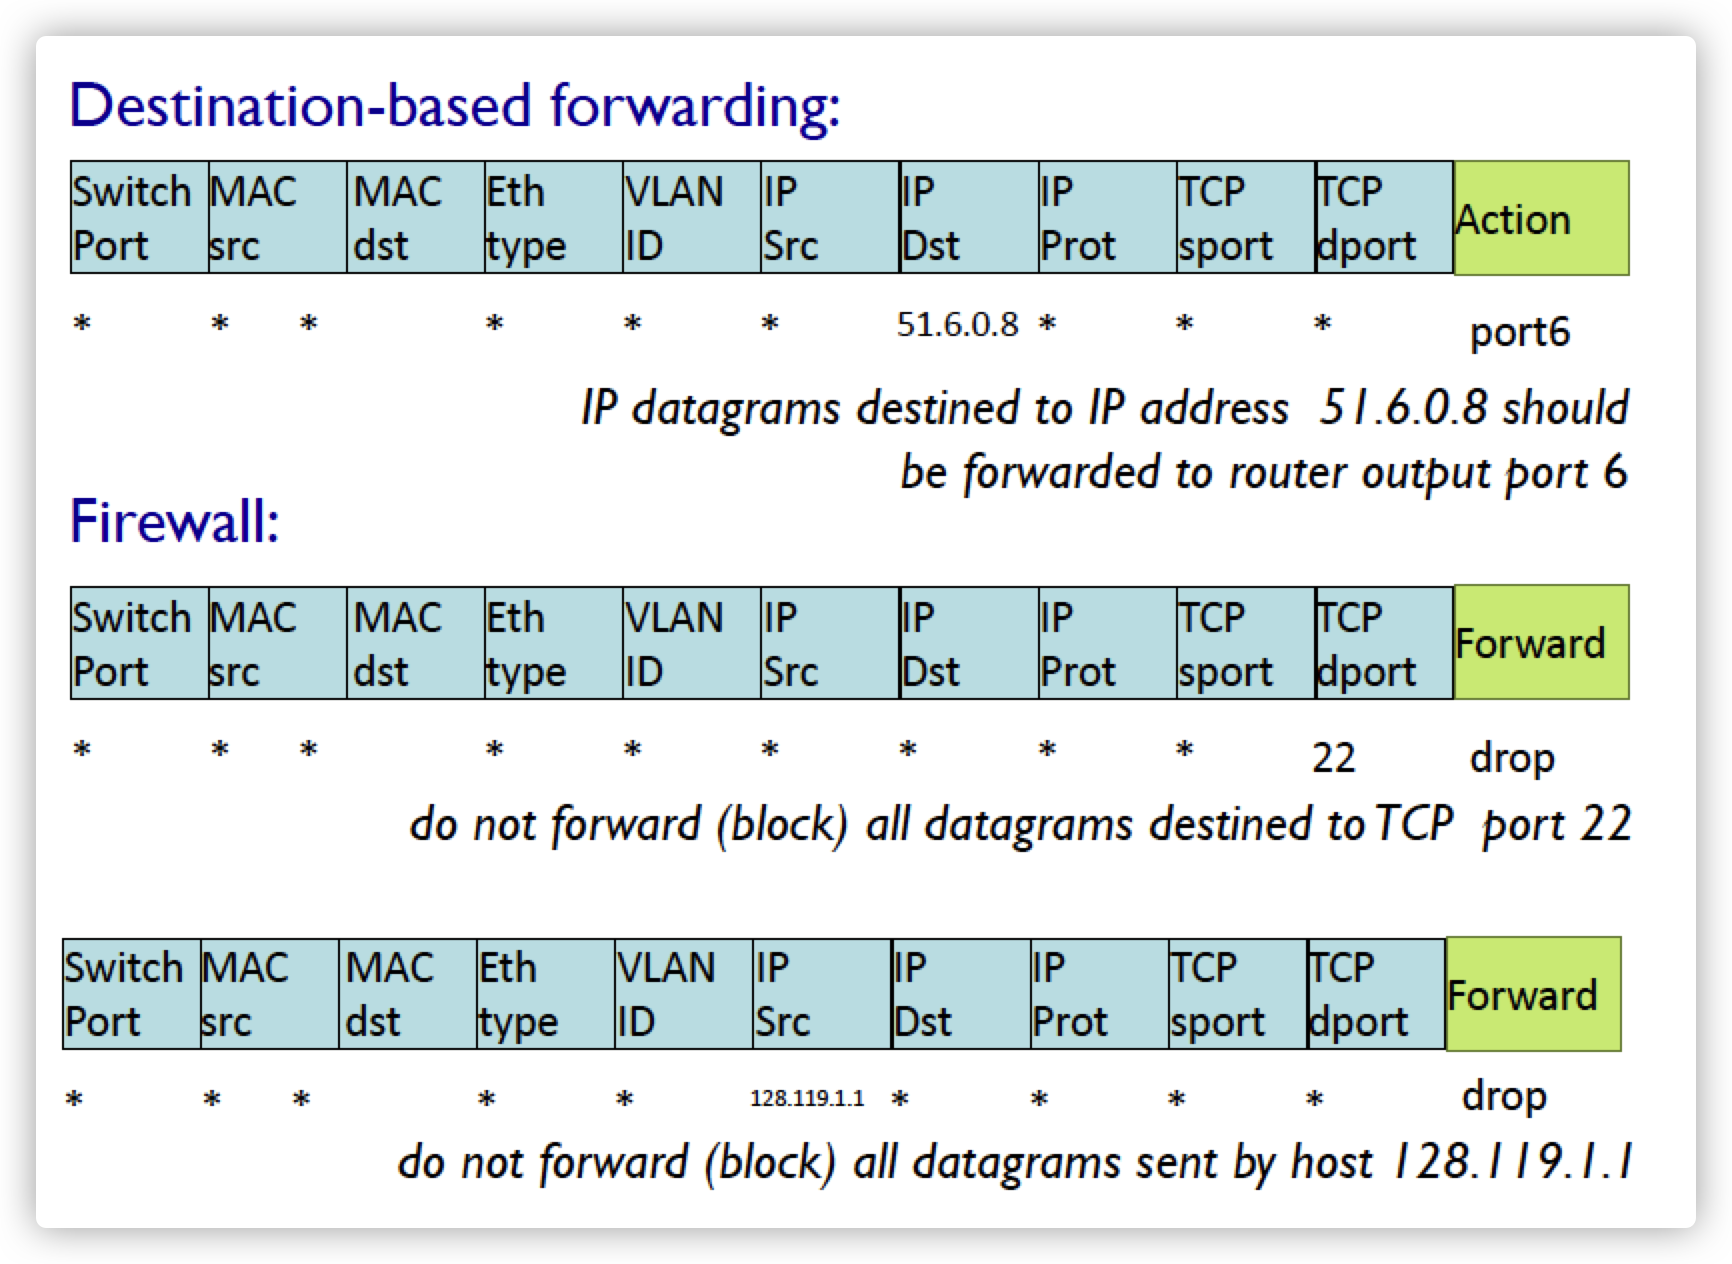 Destination-based forwarding:
Switch Port MAC src MAC dst Eth type VLAN ID IP Src IP Dst IP Prot TCP sport TCP dport Action
* * * * * * 51.6.0.8 * * * port6
IP datagrams destined to IP address 51.6.0.8 should
be forwarded to router output port 6
Firewall:
Switch Port MAC src MAC dst Eth type VLAN ID IP Src IP Dst IP Prot TCP sport TCP dport Forward
* * * * * * * * * 22 drop
do not forward (block) all datagrams destined to TCP port 22
Switch Port MAC src MAC dst Eth type VLAN ID IP Src IP Dst IP Prot TCP sport TCP dport Forward
* * * * * 128.119.1.1 * * * * drop
do not forward (block) all datagrams sent by host 128.119.1.1